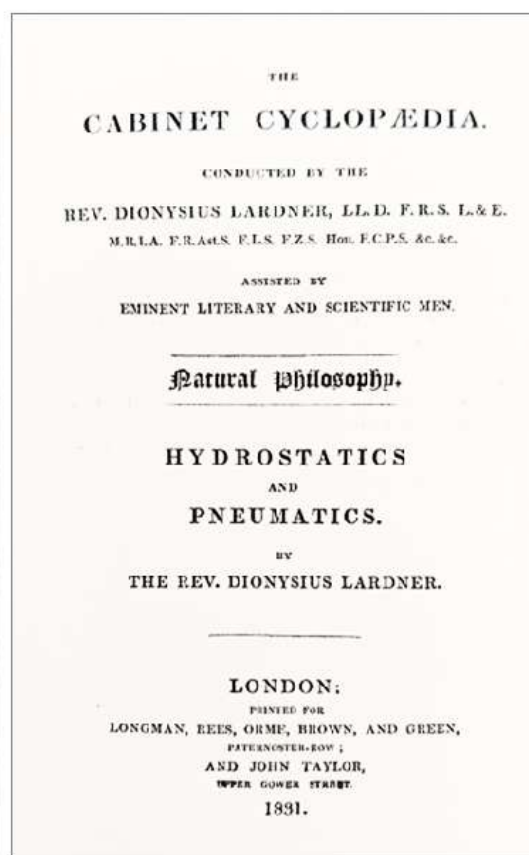 THE
CABINET CYCLOPÆDIA.
CONDUCTED BY THE
REV. DIONYSIUS LARDNER, LL.D. F.R.S. L.& E.
M.R.I.A. F.R.Ast.S. F.L.S. F.Z.S. Hon. F.C.P.S. &c. &c.
ASSISTED BY
EMINENT LITERARY AND SCIENTIFIC MEN.
Natural Philosophy.
HYDROSTATICS
AND
PNEUMATICS.
BY
THE REV. DIONYSIUS LARDNER.
LONDON;
PRINTED FOR
LONGMAN, REES, ORME, BROWN, AND GREEN,
PATERNOSTER-ROW;
AND JOHN TAYLOR,
UPPER GOWER STREET.
1831.